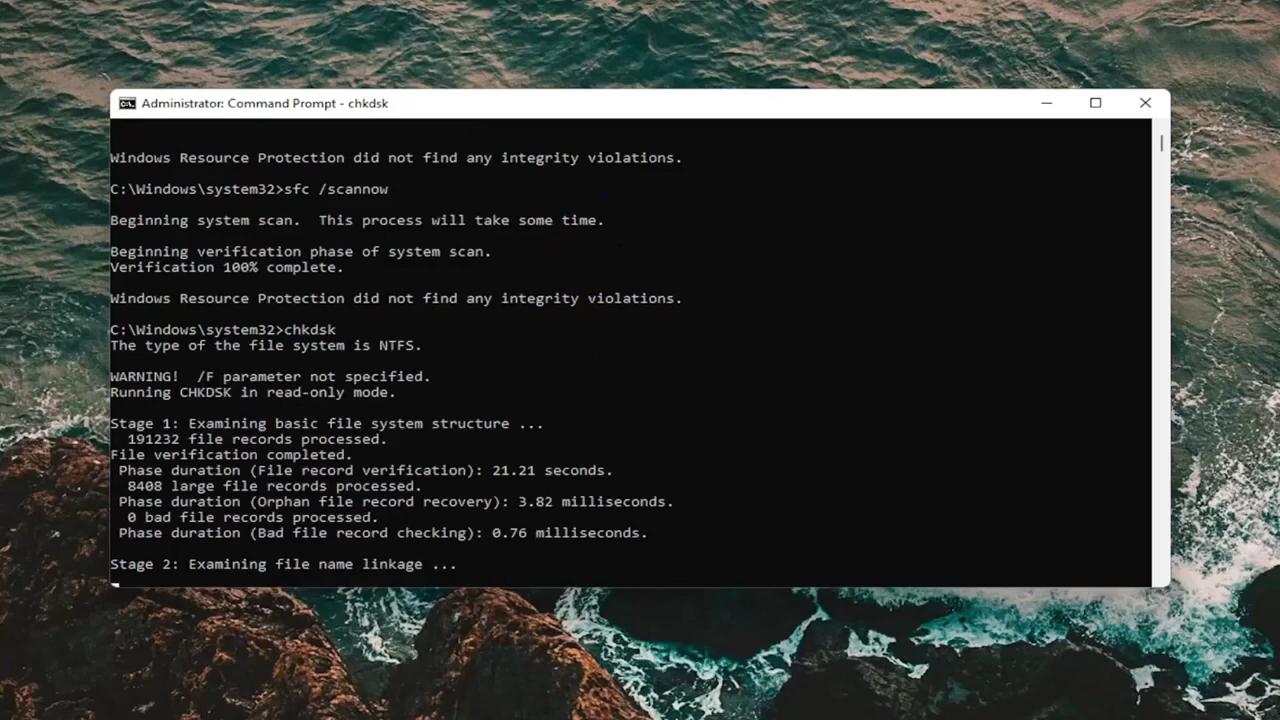 Administrator: Command Prompt - chkdsk
Windows Resource Protection did not find any integrity violations.
C:\Windows\system32>sfc /scannow
Beginning system scan.  This process will take some time.
Beginning verification phase of system scan.
Verification 100% complete.
Windows Resource Protection did not find any integrity violations.
C:\Windows\system32>chkdsk
The type of the file system is NTFS.
WARNING!  /F parameter not specified.
Running CHKDSK in read-only mode.
Stage 1: Examining basic file system structure ...
191232 file records processed.
File verification completed.
Phase duration (File record verification): 21.21 seconds.
8408 large file records processed.
Phase duration (Orphan file record recovery): 3.82 milliseconds.
0 bad file records processed.
Phase duration (Bad file record checking): 0.76 milliseconds.
Stage 2: Examining file name linkage ...